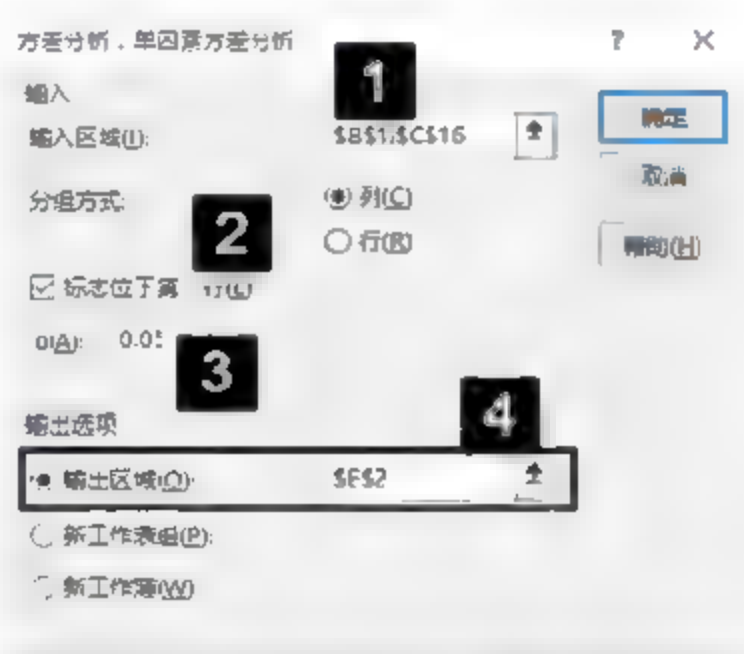 方差分析：单因素方差分析 ? ×
1
输入
输入区域(I): $B$1:$C$16
确定
取消
分组方式: 列(C)
2
行(R)
帮助(H)
标志位于第一行(L)
α(A): 0.05
3
4
输出选项
输出区域(O): $E$2
新工作表组(P):
新工作簿(W)